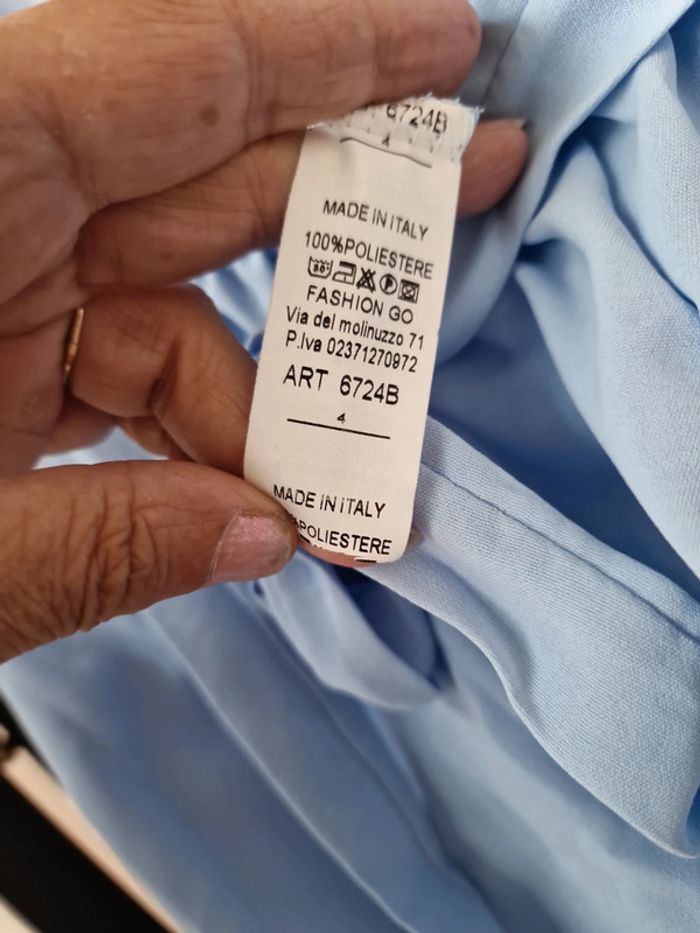 6724B
4
MADE IN ITALY
100%POLIESTERE
30
FASHION GO
Via del molinuzzo 71
P.Iva 02371270972
ART 6724B
4
MADE IN ITALY
POLIESTERE